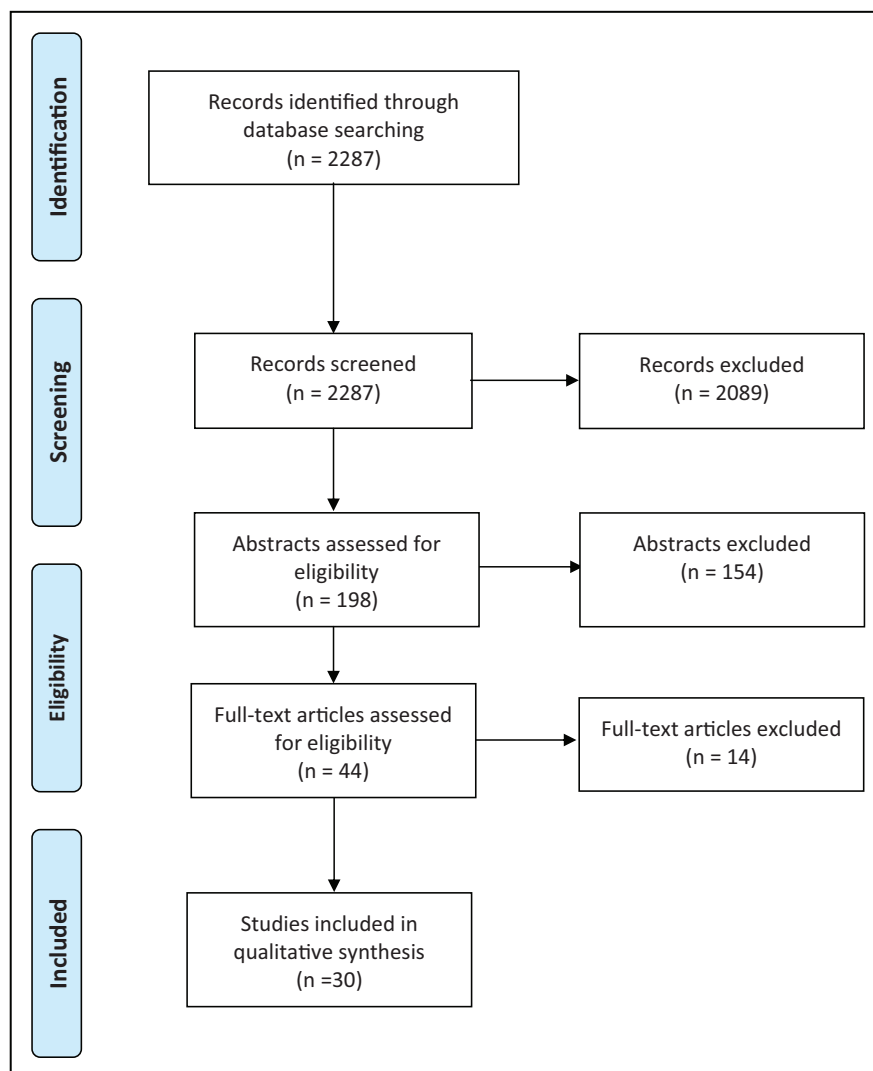 Identification
Records identified through
database searching
(n = 2287)
Screening
Records screened
(n = 2287)
Records excluded
(n = 2089)
Abstracts assessed for
eligibility
(n = 198)
Abstracts excluded
(n = 154)
Eligibility
Full-text articles assessed
for eligibility
(n = 44)
Full-text articles excluded
(n = 14)
Included
Studies included in
qualitative synthesis
(n =30)